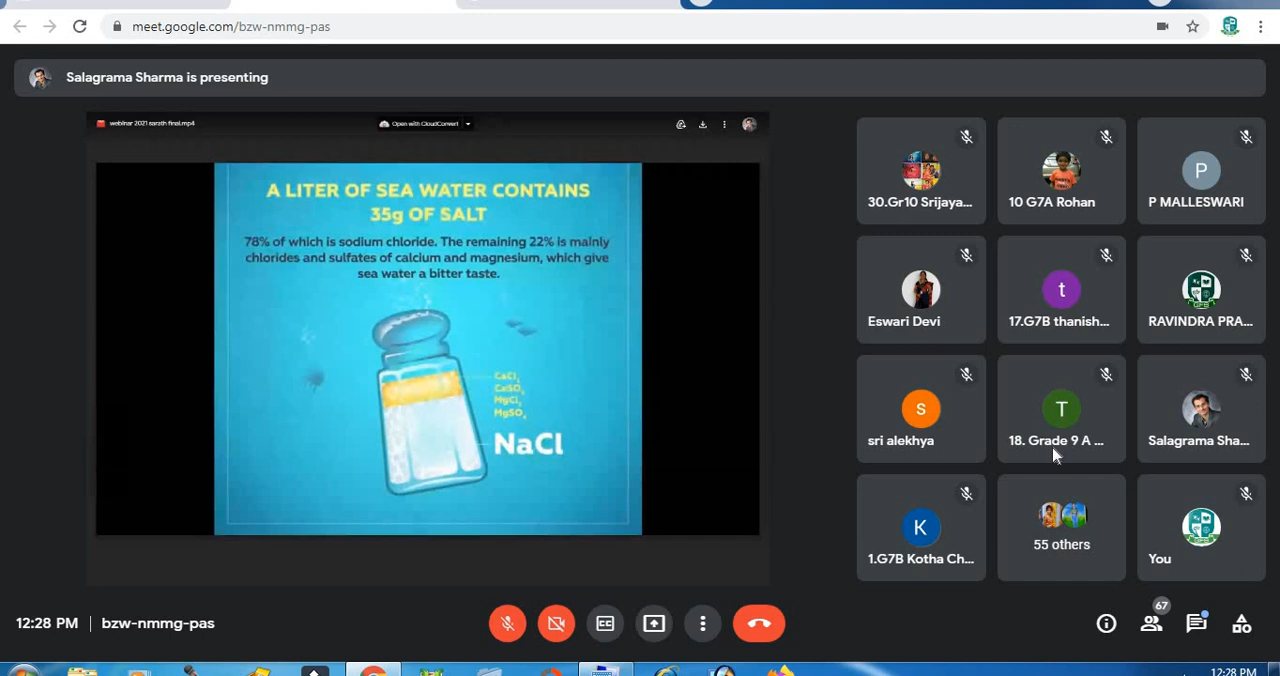 meet.google.com/bzw-nmmg-pas
Salagrama Sharma is presenting
webinar 2021 sarath final.mp4
Open with CloudConvert
A LITER OF SEA WATER CONTAINS
35g OF SALT
78% of which is sodium chloride. The remaining 22% is mainly
chlorides and sulfates of calcium and magnesium, which give
sea water a bitter taste.
CaCl₂
CaSO₄
MgCl₂
MgSO₄
NaCl
30.Gr10 Srijaya...
10 G7A Rohan
P
P MALLESWARI
Eswari Devi
t
17.G7B thanish...
RAVINDRA PRA...
s
sri alekhya
T
18. Grade 9 A ...
Salagrama Sha...
K
1.G7B Kotha Ch...
55 others
You
12:28 PM | bzw-nmmg-pas
67
12:28 PM